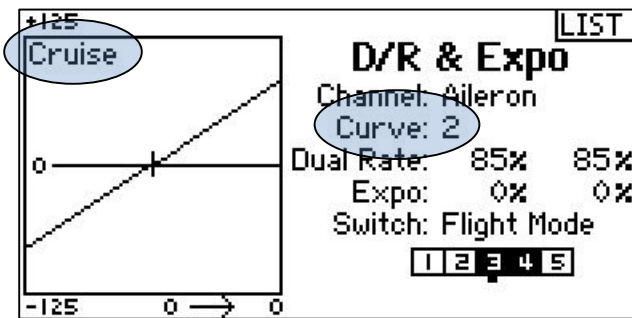 +125
LIST
Cruise
D/R & Expo
Channel: Aileron
Curve: 2
0
Dual Rate: 85% 85%
Expo: 0% 0%
Switch: Flight Mode
1 2 3 4 5
-125 0 → 0